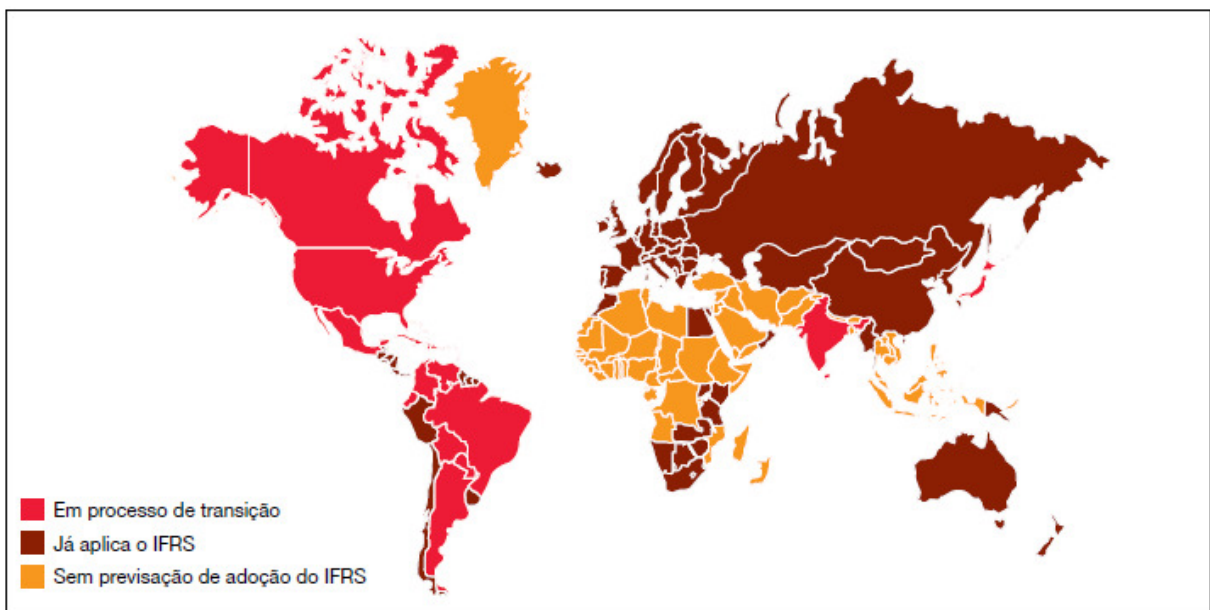 Em processo de transição
Já aplica o IFRS
Sem previsação de adoção do IFRS